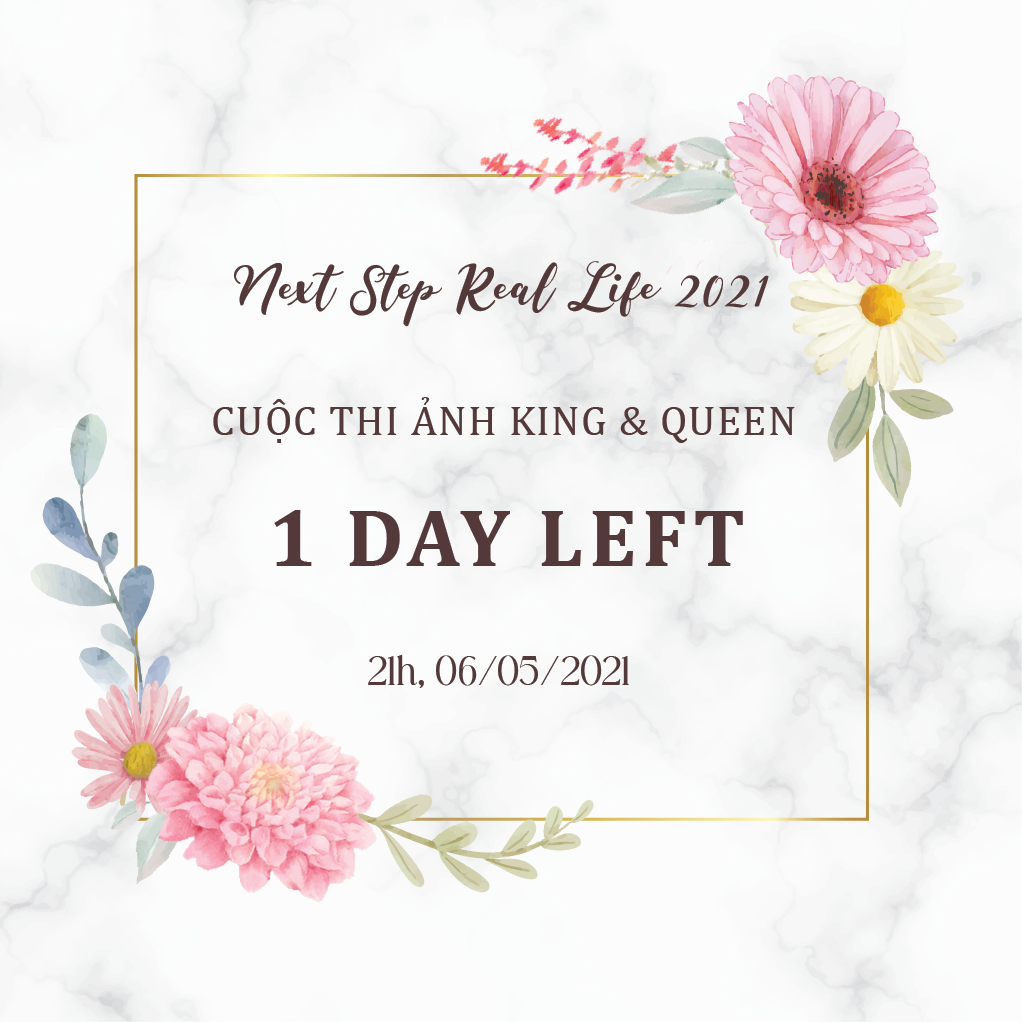 Next Step Real Life 2021
CUỘC THI ẢNH KING & QUEEN
1 DAY LEFT
21h, 06/05/2021